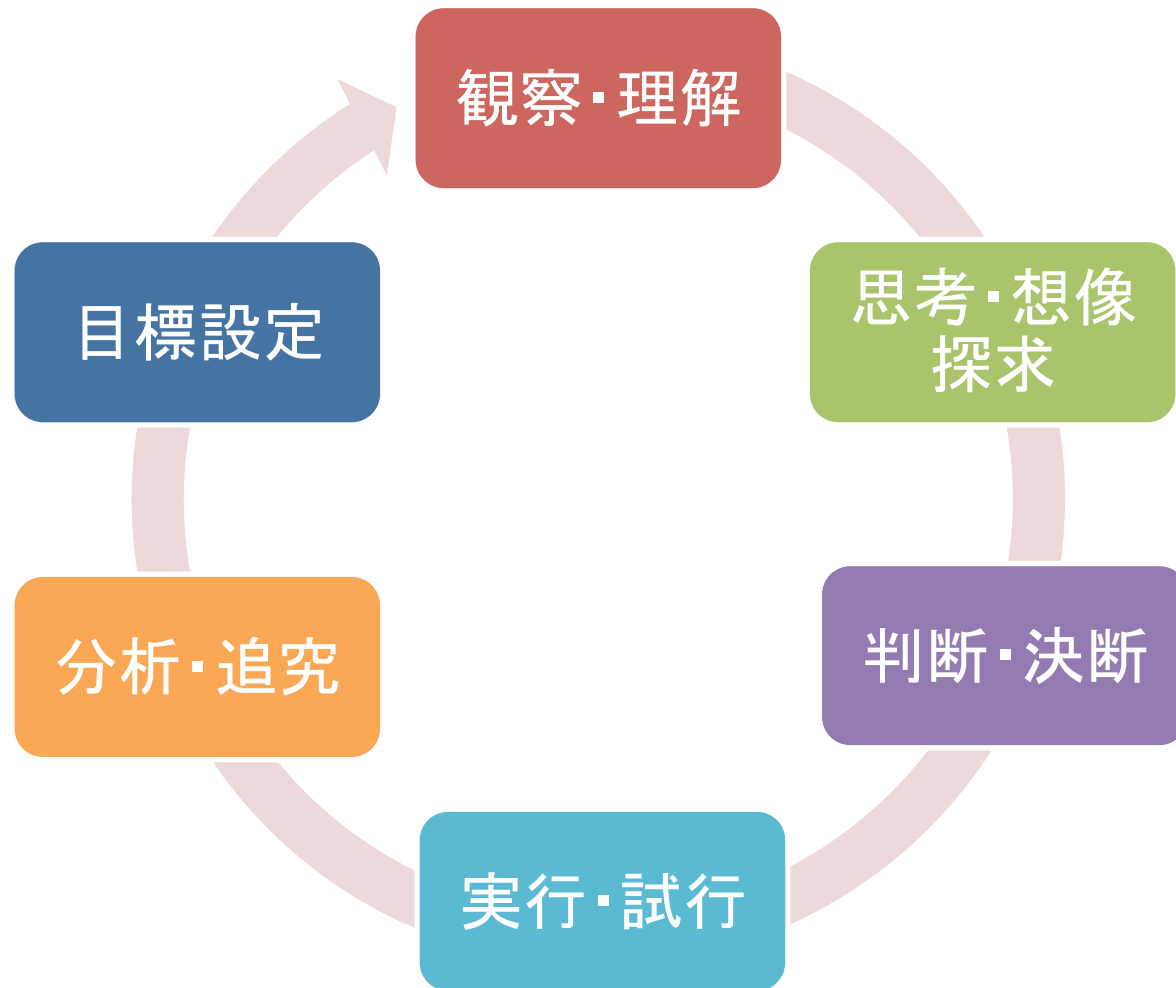 観察・理解
思考・想像
探求
判断・決断
実行・試行
分析・追究
目標設定